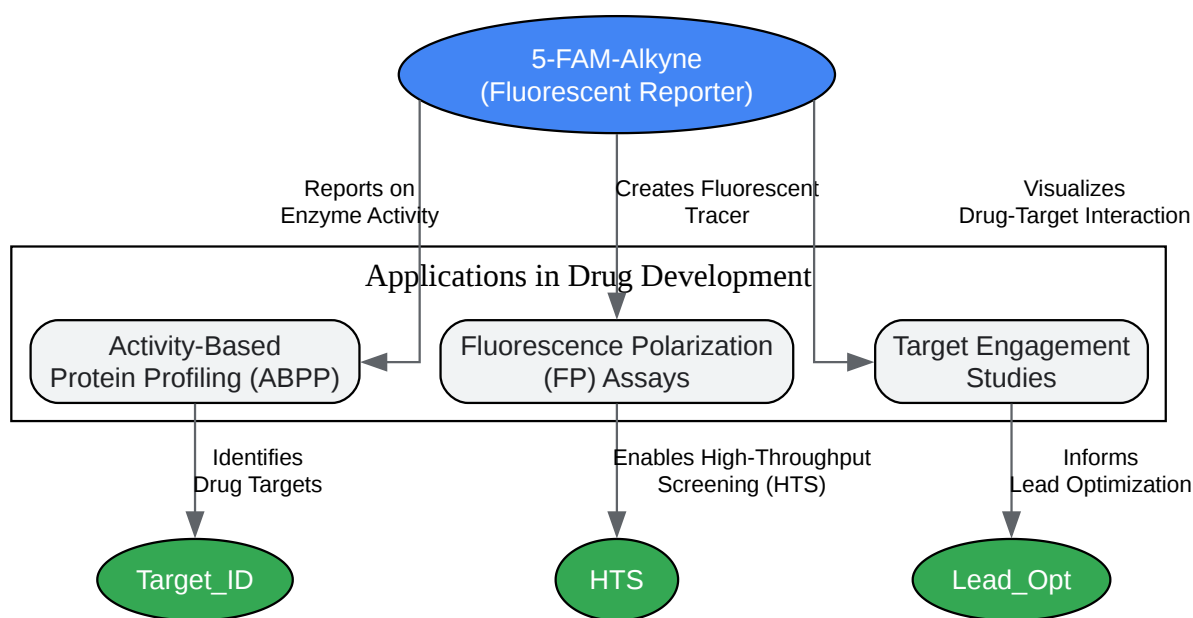 5-FAM-Alkyne
(Fluorescent Reporter)
Reports on
Enzyme Activity
Creates Fluorescent
Tracer
Visualizes
Drug-Target Interaction
Applications in Drug Development
Activity-Based
Protein Profiling (ABPP)
Fluorescence Polarization
(FP) Assays
Target Engagement
Studies
Identifies
Drug Targets
Enables High-Throughput
Screening (HTS)
Informs
Lead Optimization
Target_ID
HTS
Lead_Opt